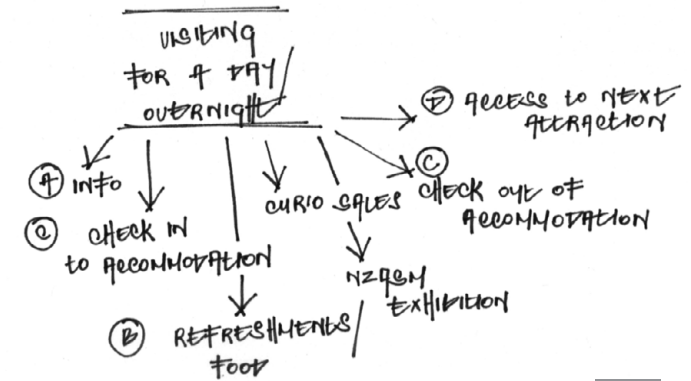 VISITING
FOR A DAY/
OVERNIGHT
D ACCESS TO NEXT
ATTRACTION
A INFO
C CHECK IN
TO ACCOMMODATION
B REFRESHMENTS/
FOOD
CURIO SALES
NZASM
EXHIBITION
C
CHECK OUT OF
ACCOMMODATION